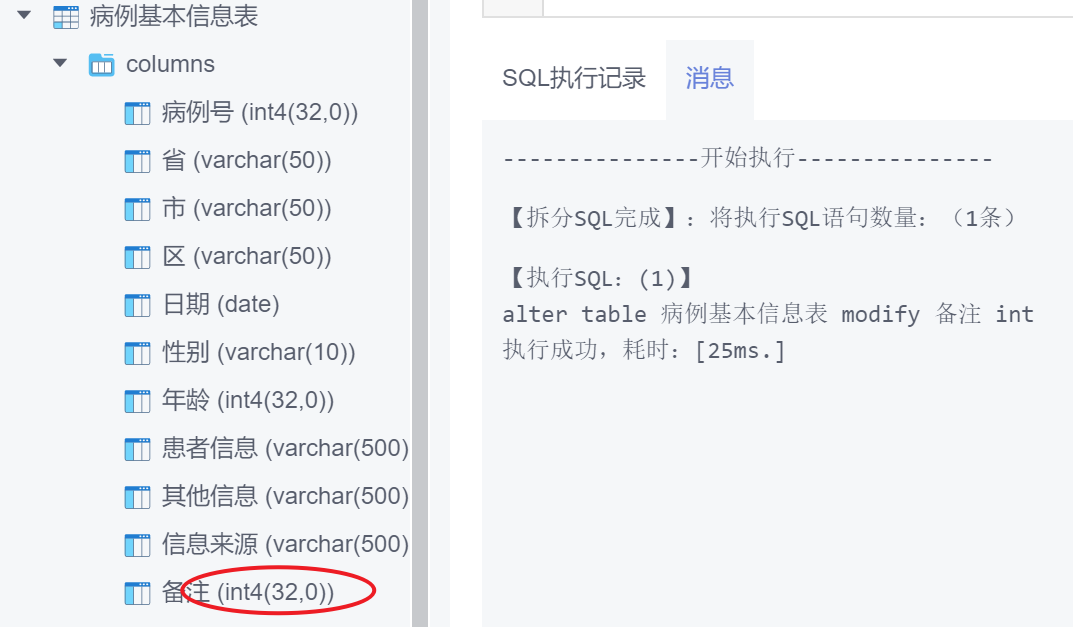 病例基本信息表
columns
病例号 (int4(32,0))
省 (varchar(50))
市 (varchar(50))
区 (varchar(50))
日期 (date)
性别 (varchar(10))
年龄 (int4(32,0))
患者信息 (varchar(500)
其他信息 (varchar(500)
信息来源 (varchar(500)
备注 (int4(32,0))
SQL执行记录 消息
---------------开始执行---------------
【拆分SQL完成】：将执行SQL语句数量：（1条）
【执行SQL：(1)】
alter table 病例基本信息表 modify 备注 int
执行成功，耗时：[25ms.]